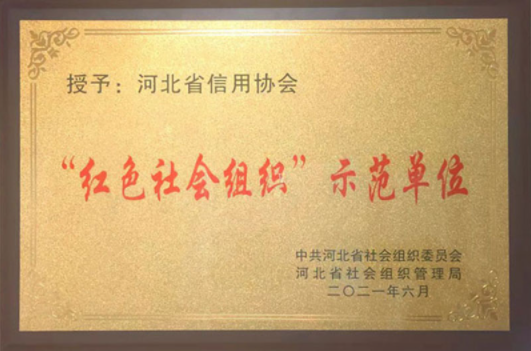 授予：河北省信用协会
“红色社会组织”示范单位
中共河北省社会组织委员会
河北省社会组织管理局
二〇二一年六月